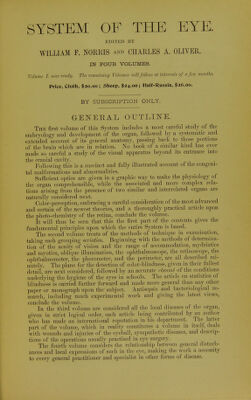 SYSTEM OF THE EYE.
EDITED BY
WILLIAM F. NORRIS AND CHARLES A. OLIVER.
IN FOUR VOLUMES.
Volume I. now ready. The remaining Volumes will follow at intervals of a few months.
Price, Cloth, $20.00; Sheep, $24.00; Half-Russia, $26.00.
BY SUBSCRIPTION ONLY.
GENERAL OUTLINE.
THE first volume of this System includes a most careful study of the
embryology and development of the organ, followed by a systematic and
extended account of its general anatomy, passing back to those portions
of the brain which are in relation. No book of a similar kind has ever
made so careful a study of the visual apparatus beyond its entrance into
the cranial cavity.
Following this is a succinct and fully illustrated account of the congeni-
tal malformations and abnormalities.
Sufficient optics are given in a graphic way to make the physiology of
the organ comprehensible, while the associated and more complex rela-
tions arising from the presence of two similar and interrelated organs are
naturally considered next.
Color-perception, embracing a careful consideration of the most advanced
and certain of the newer theories, and a thoroughly practical article upon
the photo-chemistry of the retina, conclude the volume.
It will thus be seen that this the first part of the contents gives the
fundamental principles upon which the entire System is based.
The second volume treats of the methods of technique in examination,
taking each grouping seriatim. Beginning with the methods of determina-
tion of the acuity of vision and the range of accommodation, mydriatics
and myotics, oblique illumination, the ophthalmoscope, the skiascope, the
ophthalmometer, the phorometer, and the perimeter, are all described mi-
nutely. The plans for the detection of color-blindness, given in their fullest
detail, are next considered, followed by an accurate résumé of the conditions
underlying the hygiene of the eyes in schools. The article on statistics of
blindness is carried further forward and made more general than any other
paper or monograph upon the subject. Antisepsis and bacteriological re-
search, including much experimental work and giving the latest views,
conclude the volume.
In the third volume are considered all the local diseases of the organ,
given in strict logical order, each article being contributed by an author
who has made an international reputation in his department. The latter
part of the volume, which in reality constitutes a volume in itself, deals
with wounds and injuries of the eyeball, sympathetic diseases, and descrip-
tions of the operations usually practised in eye surgery.
The fourth volume considers the relationship between general disturb-
ances and local expressions of such in the eye, making the work a necessity
to every general practitioner and specialist in other forms of disease.